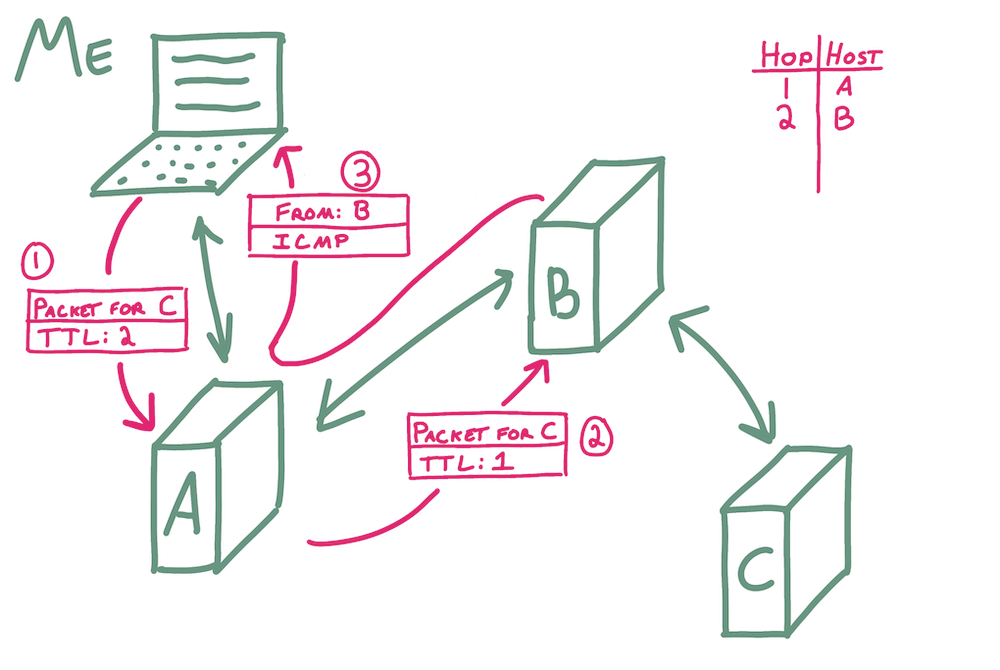 ME
HOP HOST
1 A
2 B
3
FROM: B
ICMP
1
PACKET FOR C
TTL: 2
B
PACKET FOR C
TTL: 1
2
A
C